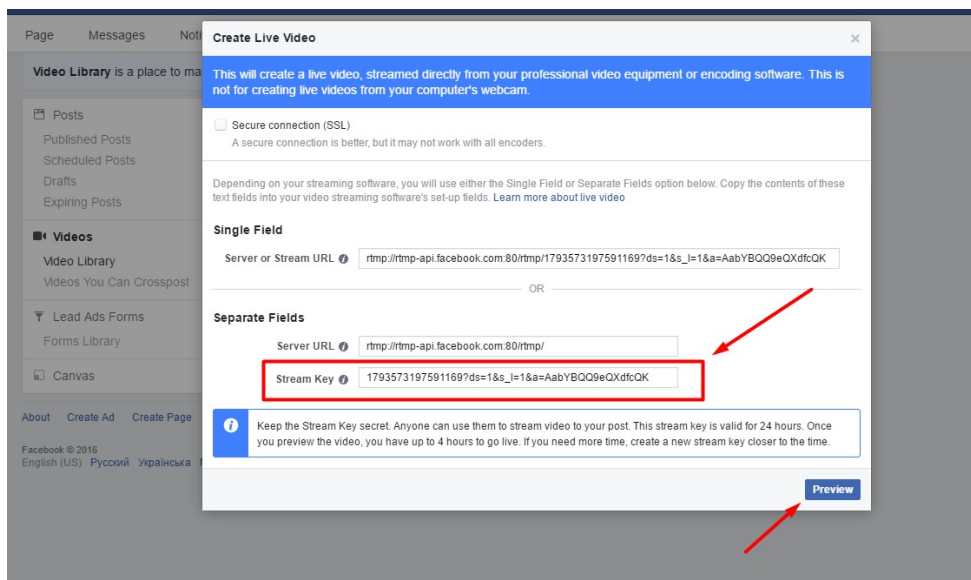 Page Messages Noti
Create Live Video
Video Library is a place to ma
This will create a live video, streamed directly from your professional video equipment or encoding software. This is
not for creating live videos from your computer's webcam.
Posts
Published Posts
Scheduled Posts
Drafts
Expiring Posts
Videos
Video Library
Videos You Can Crosspost
Lead Ads Forms
Forms Library
Canvas
About Create Ad Create Page
Facebook © 2016
English (US) Русский Українська
Secure connection (SSL)
A secure connection is better, but it may not work with all encoders.
Depending on your streaming software, you will use either the Single Field or Separate Fields option below. Copy the contents of these
text fields into your video streaming software's set-up fields. Learn more about live video
Single Field
Server or Stream URL rtmp://rtmp-api.facebook.com:80/rtmp/1793573197591169?ds=1&s_l=1&a=AabYBQQ9eQXdfcQK
OR
Separate Fields
Server URL rtmp://rtmp-api.facebook.com:80/rtmp/
Stream Key 1793573197591169?ds=1&s_l=1&a=AabYBQQ9eQXdfcQK
Keep the Stream Key secret. Anyone can use them to stream video to your post. This stream key is valid for 24 hours. Once
you preview the video, you have up to 4 hours to go live. If you need more time, create a new stream key closer to the time.
Preview